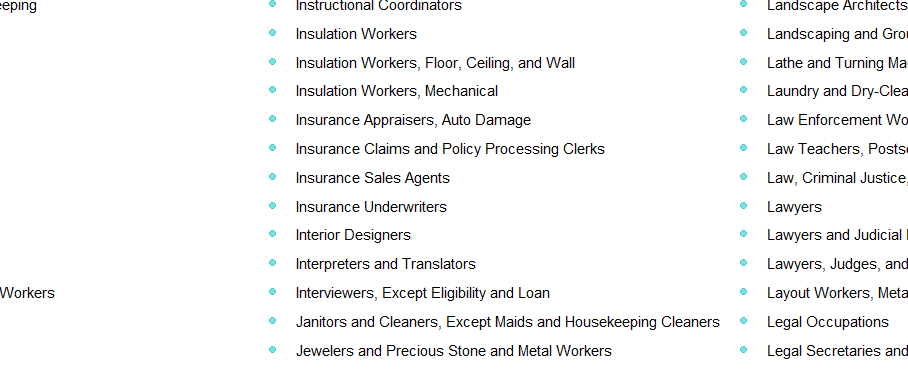 eeping
Workers
Instructional Coordinators
Insulation Workers
Insulation Workers, Floor, Ceiling, and Wall
Insulation Workers, Mechanical
Insurance Appraisers, Auto Damage
Insurance Claims and Policy Processing Clerks
Insurance Sales Agents
Insurance Underwriters
Interior Designers
Interpreters and Translators
Interviewers, Except Eligibility and Loan
Janitors and Cleaners, Except Maids and Housekeeping Cleaners
Jewelers and Precious Stone and Metal Workers
Landscape Architects
Landscaping and Grou
Lathe and Turning Ma
Laundry and Dry-Clea
Law Enforcement Wo
Law Teachers, Posts
Law, Criminal Justice,
Lawyers
Lawyers and Judicial
Lawyers, Judges, and
Layout Workers, Meta
Legal Occupations
Legal Secretaries and